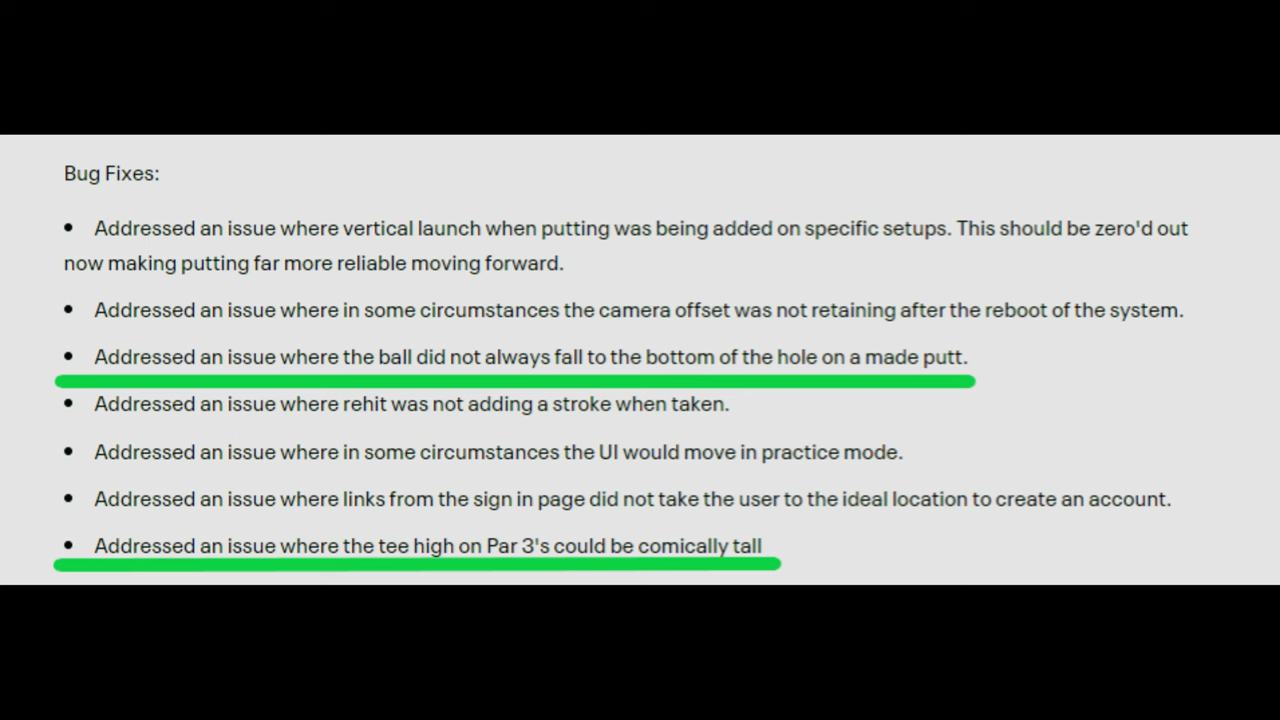 Bug Fixes:
• Addressed an issue where vertical launch when putting was being added on specific setups. This should be zero'd out
now making putting far more reliable moving forward.
• Addressed an issue where in some circumstances the camera offset was not retaining after the reboot of the system.
• Addressed an issue where the ball did not always fall to the bottom of the hole on a made putt.
• Addressed an issue where rehit was not adding a stroke when taken.
• Addressed an issue where in some circumstances the UI would move in practice mode.
• Addressed an issue where links from the sign in page did not take the user to the ideal location to create an account.
• Addressed an issue where the tee high on Par 3's could be comically tall